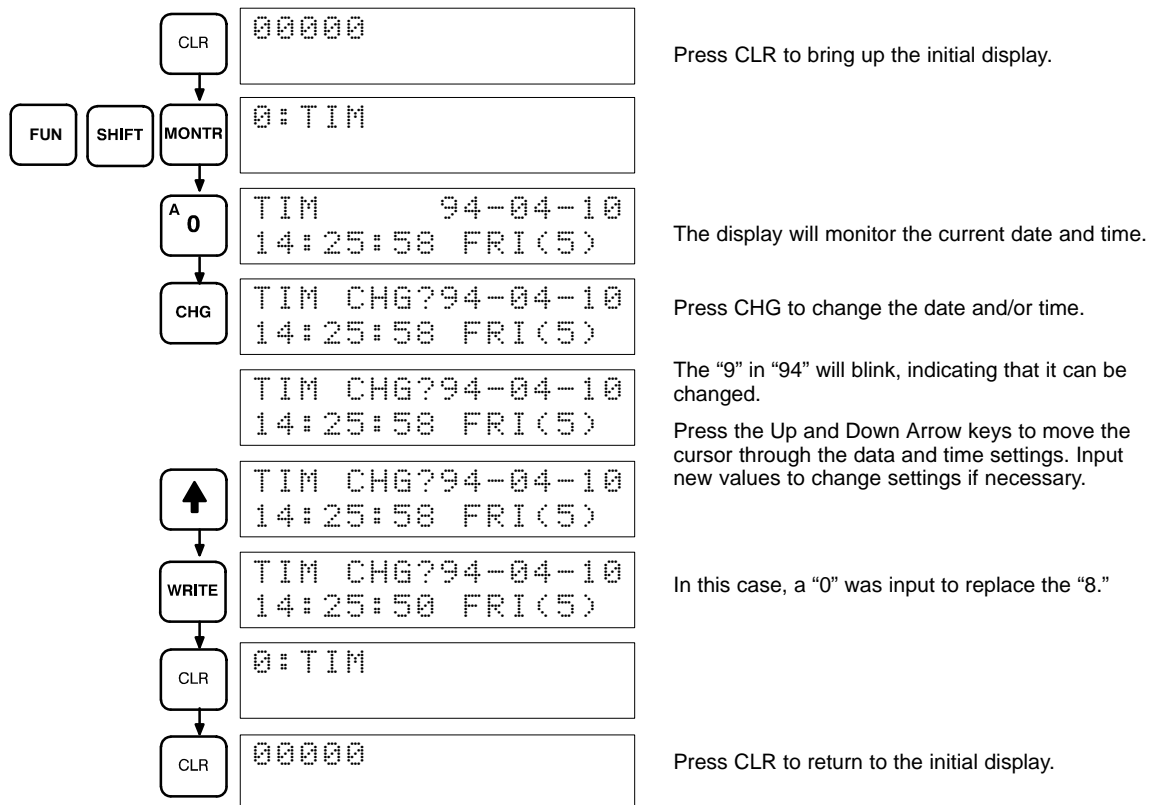 CLR
00000
Press CLR to bring up the initial display.
FUN
SHIFT
MONTR
0:TIM
A
0
TIM 94-04-10
14:25:58 FRI(5)
The display will monitor the current date and time.
CHG
TIM CHG?94-04-10
14:25:58 FRI(5)
Press CHG to change the date and/or time.
TIM CHG?94-04-10
14:25:58 FRI(5)
The “9” in “94” will blink, indicating that it can be
changed.
Press the Up and Down Arrow keys to move the
cursor through the data and time settings. Input
new values to change settings if necessary.
TIM CHG?94-04-10
14:25:58 FRI(5)
WRITE
TIM CHG?94-04-10
14:25:50 FRI(5)
In this case, a “0” was input to replace the “8.”
CLR
0:TIM
CLR
00000
Press CLR to return to the initial display.